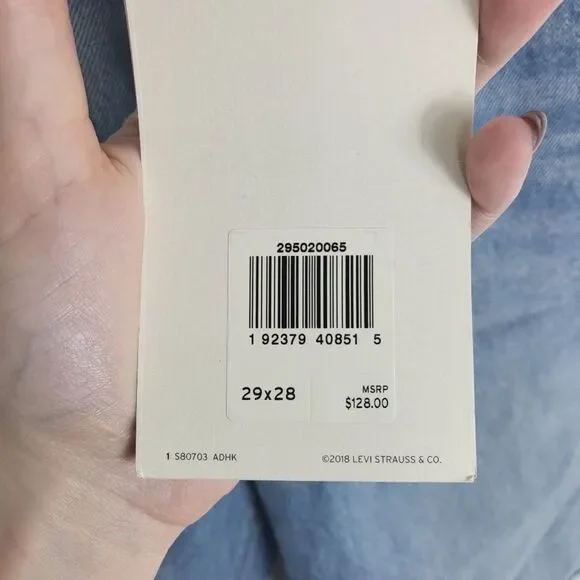 295020065
1 92379 40851 5
29x28
MSRP
$128.00
1 S80703 ADHK
©2018 LEVI STRAUSS & CO.